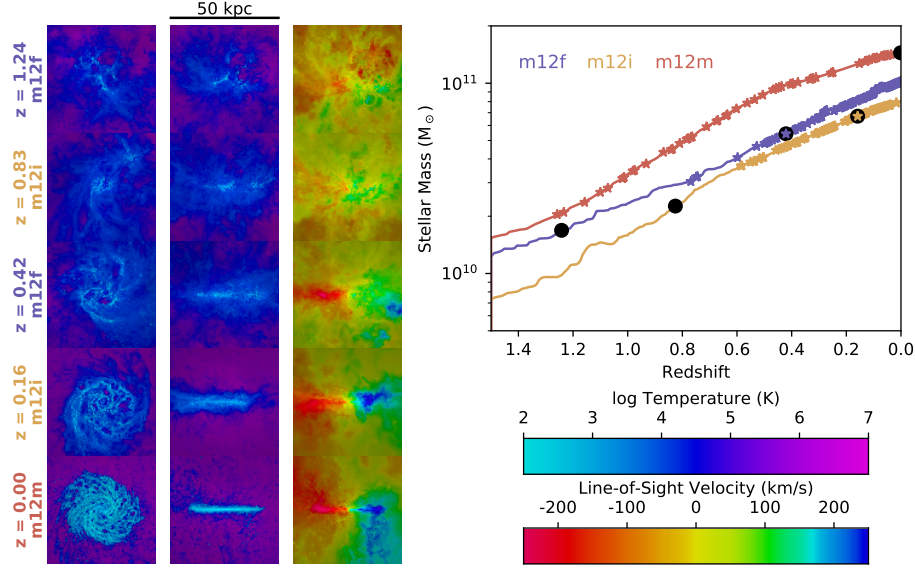 50 kpc
z = 1.24
m12f
z = 0.83
m12i
z = 0.42
m12f
z = 0.16
m12i
z = 0.00
m12m
m12f m12i m12m
Stellar Mass (M⊙)
10¹¹
10¹⁰
1.4 1.2 1.0 0.8 0.6 0.4 0.2 0.0
Redshift
log Temperature (K)
2 3 4 5 6 7
Line-of-Sight Velocity (km/s)
-200 -100 0 100 200